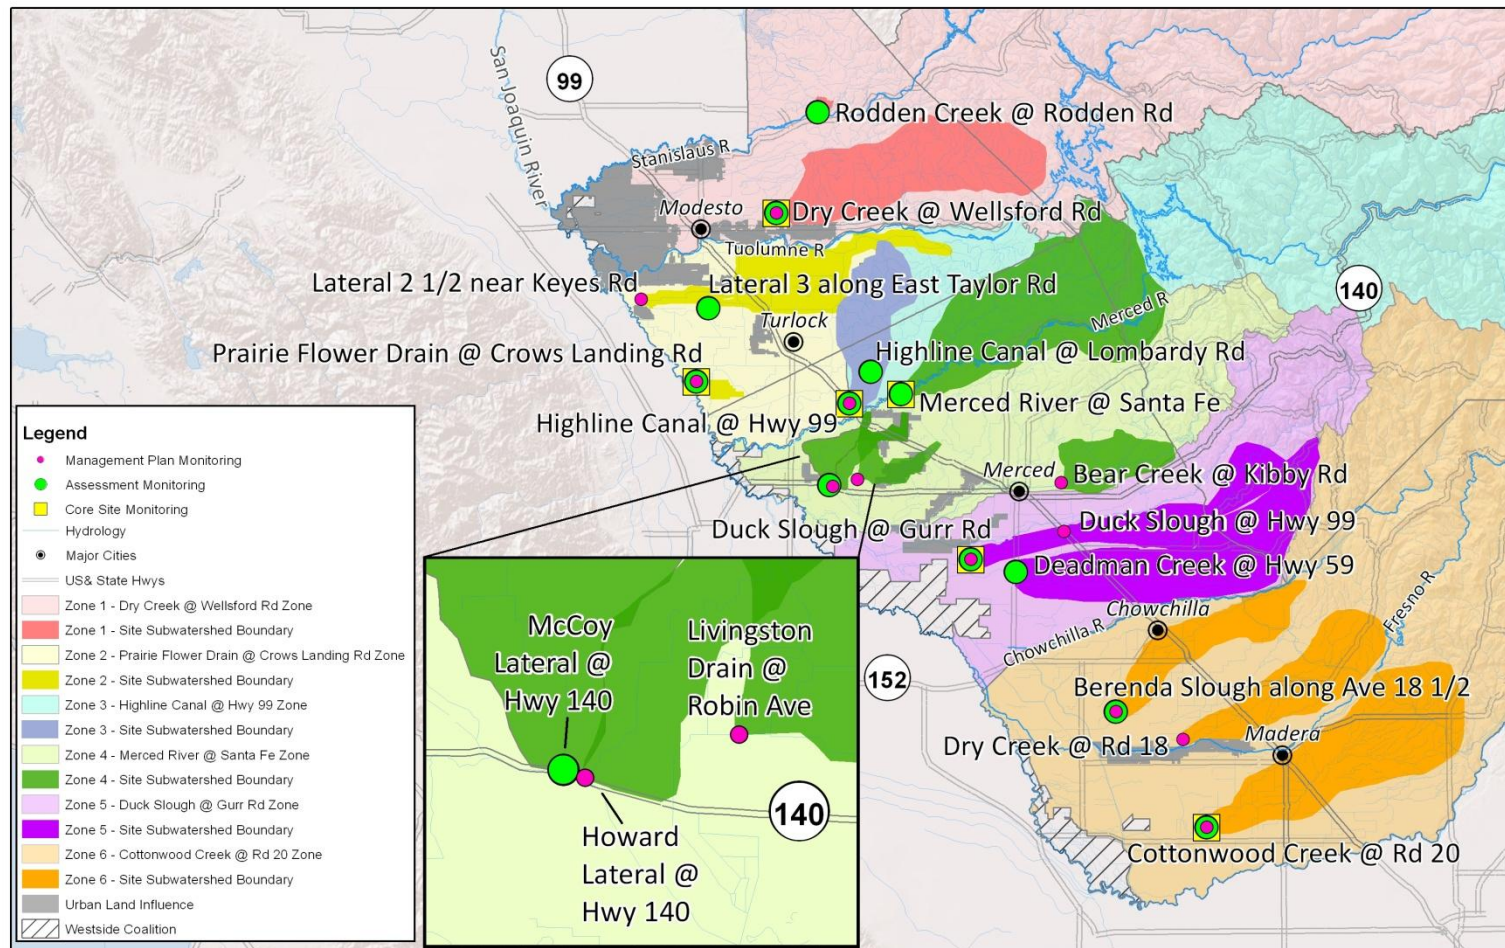 99
San Joaquin River
Rodden Creek @ Rodden Rd
Stanislaus R
Modesto
Dry Creek @ Wellsford Rd
Tuolumne R
Lateral 2 1/2 near Keyes Rd
Lateral 3 along East Taylor Rd
140
Turlock
Merced R
Prairie Flower Drain @ Crows Landing Rd
Highline Canal @ Lombardy Rd
Merced River @ Santa Fe
Highline Canal @ Hwy 99
Merced
Bear Creek @ Kibby Rd
Duck Slough @ Gurr Rd
Duck Slough @ Hwy 99
Deadman Creek @ Hwy 59
Chowchilla
Fresno R
Chowchilla R
152
Berenda Slough along Ave 18 1/2
Dry Creek @ Rd 18
Madera
Cottonwood Creek @ Rd 20
McCoy
Lateral @
Hwy 140
Livingston
Drain @
Robin Ave
140
Howard
Lateral @
Hwy 140
Legend
Management Plan Monitoring
Assessment Monitoring
Core Site Monitoring
Hydrology
Major Cities
US& State Hwys
Zone 1 - Dry Creek @ Wellsford Rd Zone
Zone 1 - Site Subwatershed Boundary
Zone 2 - Prairie Flower Drain @ Crows Landing Rd Zone
Zone 2 - Site Subwatershed Boundary
Zone 3 - Highline Canal @ Hwy 99 Zone
Zone 3 - Site Subwatershed Boundary
Zone 4 - Merced River @ Santa Fe Zone
Zone 4 - Site Subwatershed Boundary
Zone 5 - Duck Slough @ Gurr Rd Zone
Zone 5 - Site Subwatershed Boundary
Zone 6 - Cottonwood Creek @ Rd 20 Zone
Zone 6 - Site Subwatershed Boundary
Urban Land Influence
Westside Coalition